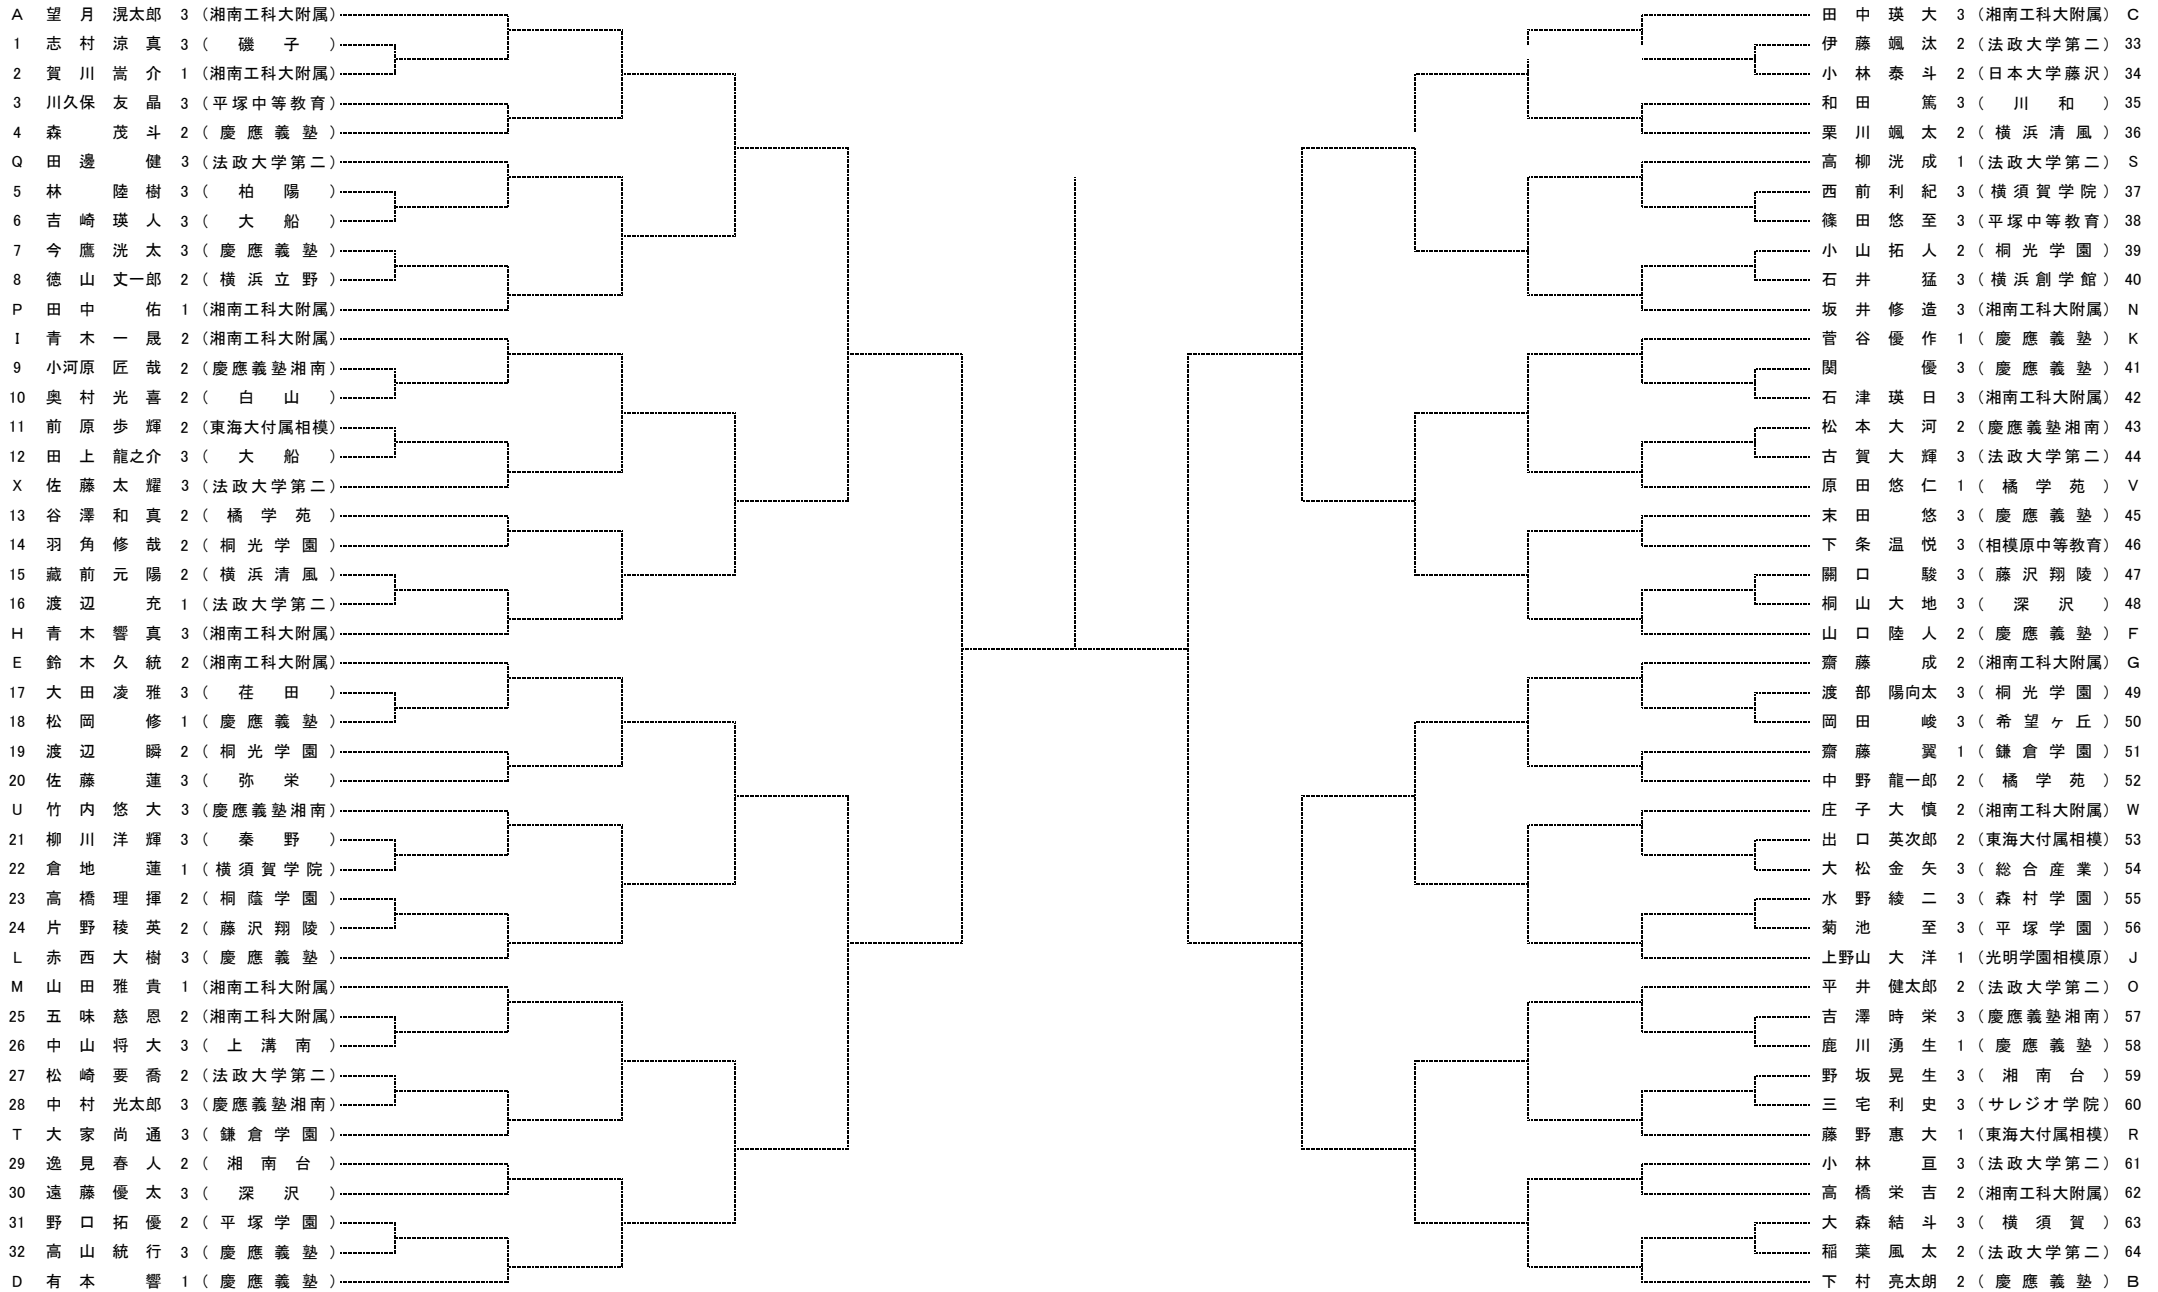 A 望月 滉太郎 3 (湘南工科大附属)
1 志村 涼真 3 (磯子)
2 賀川 嵩介 1 (湘南工科大附属)
3 川久保 友晶 3 (平塚中等教育)
4 森 茂斗 2 (慶應義塾)
Q 田邊 健 3 (法政大学第二)
5 林 陸樹 3 (柏陽)
6 吉崎 瑛人 3 (大船)
7 今鷹 洸太 3 (慶應義塾)
8 徳山 丈一郎 2 (横浜立野)
P 田中 佑 1 (湘南工科大附属)
I 青木 一晟 2 (湘南工科大附属)
9 小河原 匠哉 2 (慶應義塾湘南)
10 奥村 光喜 2 (白山)
11 前原 歩輝 2 (東海大付属相模)
12 田上 龍之介 3 (大船)
X 佐藤 太耀 3 (法政大学第二)
13 谷澤 和真 2 (橘学苑)
14 羽角 修哉 2 (桐光学園)
15 藏前 元陽 2 (横浜清風)
16 渡辺 充 1 (法政大学第二)
H 青木 響真 3 (湘南工科大附属)
E 鈴木 久統 2 (湘南工科大附属)
17 大田 凌雅 3 (荏田)
18 松岡 修 1 (慶應義塾)
19 渡辺 瞬 2 (桐光学園)
20 佐藤 蓮 3 (弥栄)
U 竹内 悠大 3 (慶應義塾湘南)
21 柳川 洋輝 3 (秦野)
22 倉地 蓮 1 (横須賀学院)
23 高橋 理揮 2 (桐蔭学園)
24 片野 稜英 2 (藤沢翔陵)
L 赤西 大樹 3 (慶應義塾)
M 山田 雅貴 1 (湘南工科大附属)
25 五味 慈恩 2 (湘南工科大附属)
26 中山 将大 3 (上溝南)
27 松崎 要喬 2 (法政大学第二)
28 中村 光太郎 3 (慶應義塾湘南)
T 大家 尚通 3 (鎌倉学園)
29 逸見 春人 2 (湘南台)
30 遠藤 優太 3 (深沢)
31 野口 拓優 2 (平塚学園)
32 高山 統行 3 (慶應義塾)
D 有本 響 1 (慶應義塾)
田中 瑛大 3 (湘南工科大附属) C
伊藤 颯汰 2 (法政大学第二) 33
小林 泰斗 2 (日本大学藤沢) 34
和田 篤 3 (川和) 35
栗川 颯太 2 (横浜清風) 36
高柳 洸成 1 (法政大学第二) S
西前 利紀 3 (横須賀学院) 37
篠田 悠至 3 (平塚中等教育) 38
小山 拓人 2 (桐光学園) 39
石井 猛 3 (横浜創学館) 40
坂井 修造 3 (湘南工科大附属) N
菅谷 優作 1 (慶應義塾) K
関 優 3 (慶應義塾) 41
石津 瑛日 3 (湘南工科大附属) 42
松本 大河 2 (慶應義塾湘南) 43
古賀 大輝 3 (法政大学第二) 44
原田 悠仁 1 (橘学苑) V
末田 悠 3 (慶應義塾) 45
下条 温悦 3 (相模原中等教育) 46
關口 駿 3 (藤沢翔陵) 47
桐山 大地 3 (深沢) 48
山口 陸人 2 (慶應義塾) F
齋藤 成 2 (湘南工科大附属) G
渡部 陽向太 3 (桐光学園) 49
岡田 峻 3 (希望ヶ丘) 50
齋藤 翼 1 (鎌倉学園) 51
中野 龍一郎 2 (橘学苑) 52
庄子 大慎 2 (湘南工科大附属) W
出口 英次郎 2 (東海大付属相模) 53
大松 金矢 3 (総合産業) 54
水野 綾二 3 (森村学園) 55
菊池 至 3 (平塚学園) 56
上野山 大洋 1 (光明学園相模原) J
平井 健太郎 2 (法政大学第二) O
吉澤 時栄 3 (慶應義塾湘南) 57
鹿川 湧生 1 (慶應義塾) 58
野坂 晃生 3 (湘南台) 59
三宅 利史 3 (サレジオ学院) 60
藤野 惠大 1 (東海大付属相模) R
小林 亘 3 (法政大学第二) 61
高橋 栄吉 2 (湘南工科大附属) 62
大森 結斗 3 (横須賀) 63
稲葉 風太 2 (法政大学第二) 64
下村 亮太朗 2 (慶應義塾) B